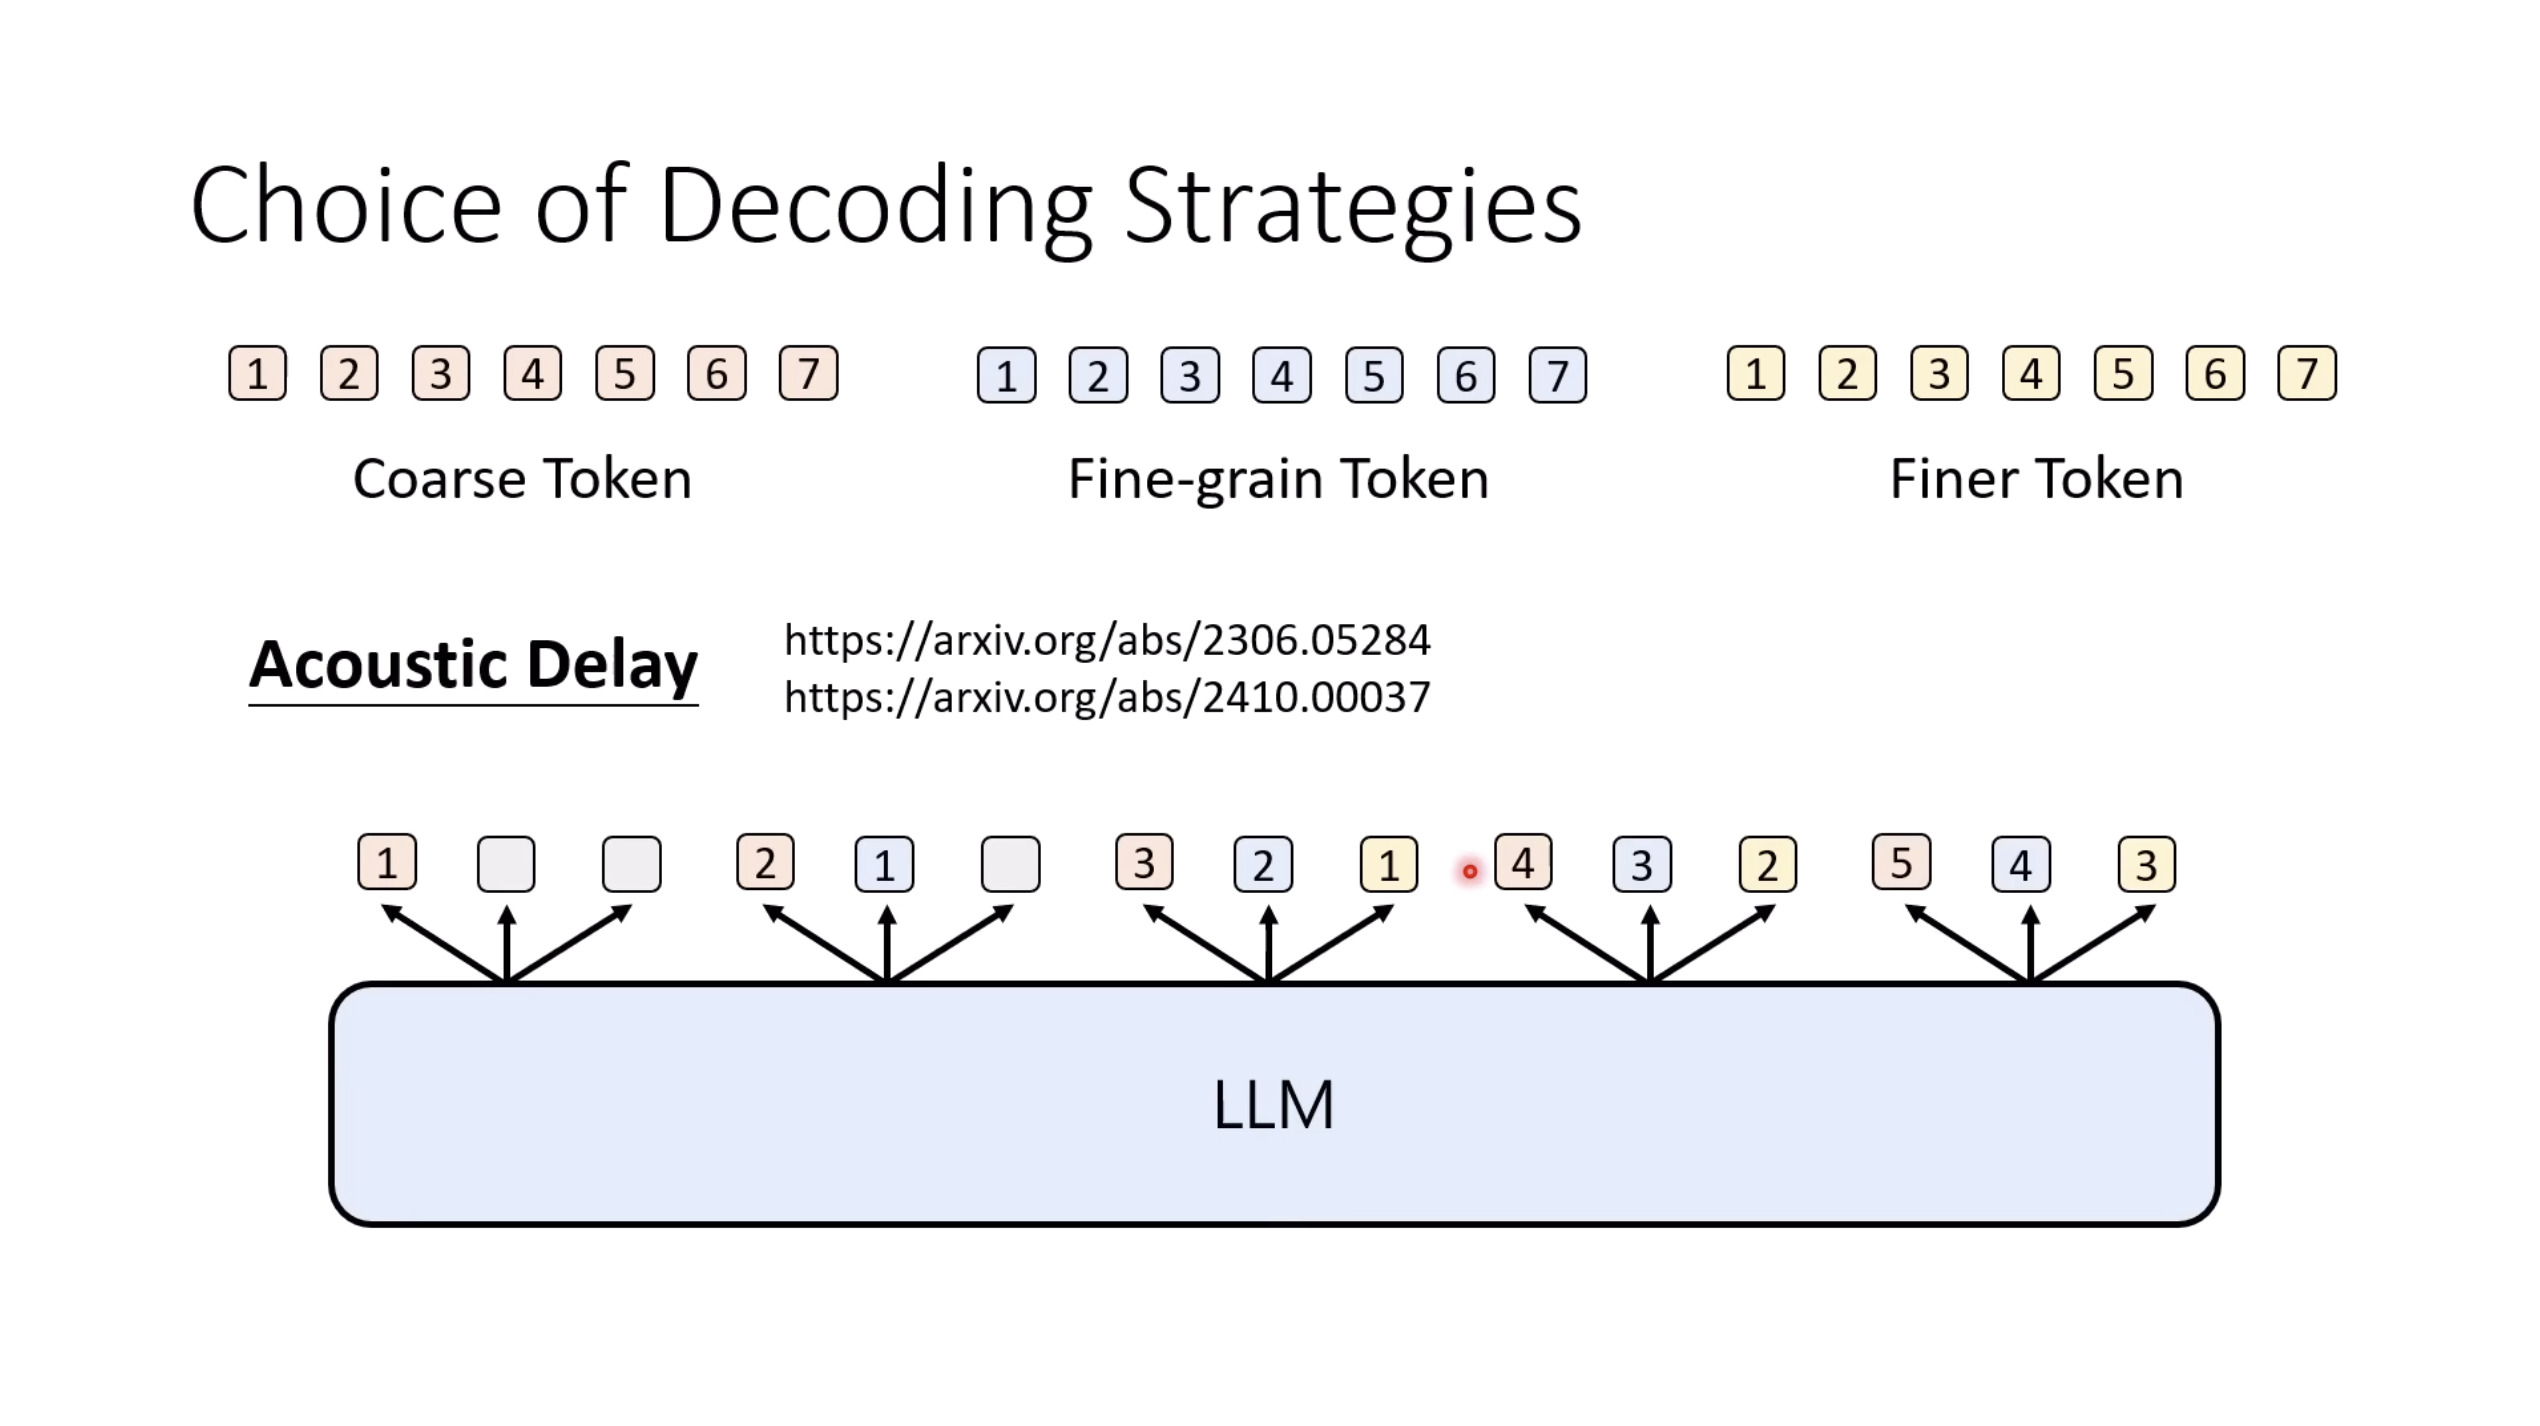 Choice of Decoding Strategies
1 2 3 4 5 6 7 1 2 3 4 5 6 7 1 2 3 4 5 6 7
Coarse Token Fine-grain Token Finer Token
Acoustic Delay
https://arxiv.org/abs/2306.05284
https://arxiv.org/abs/2410.00037
1 2 1 3 2 1 4 3 2 5 4 3
LLM